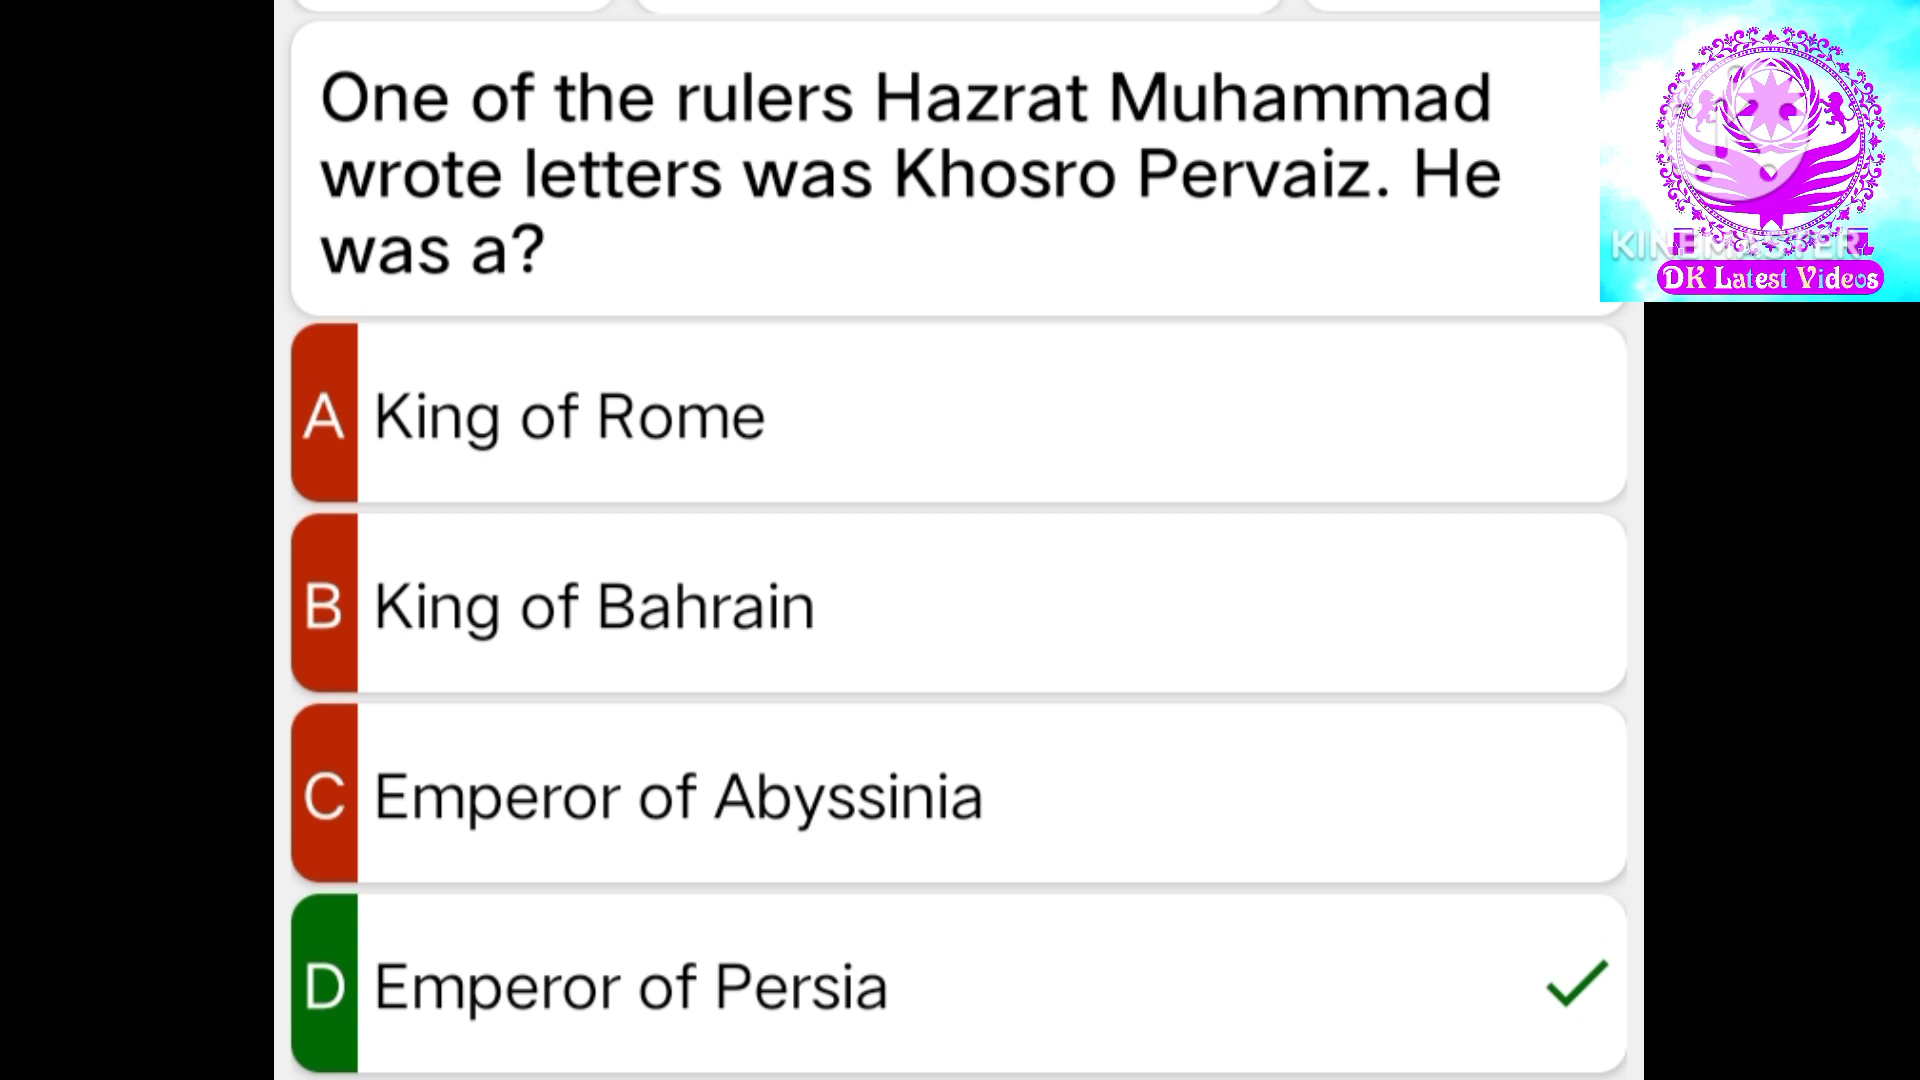 One of the rulers Hazrat Muhammad
wrote letters was Khosro Pervaiz. He
was a?
A King of Rome
B King of Bahrain
C Emperor of Abyssinia
D Emperor of Persia
KINEMASTER
DK Latest Videos